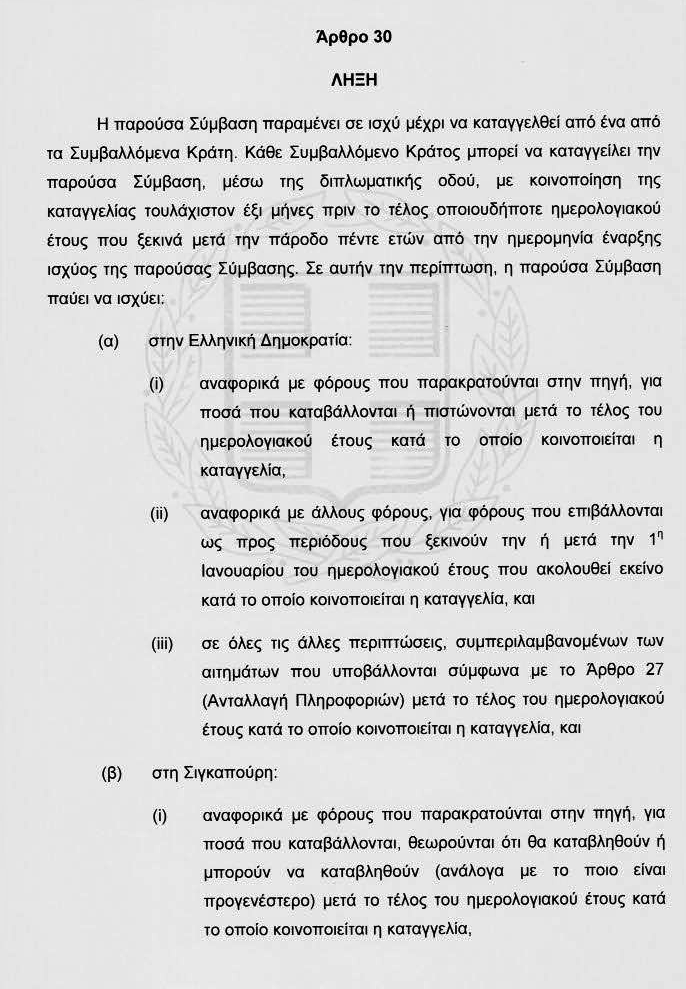 Άρθρο 30
ΛΗΞΗ
Η παρούσα Σύμβαση παραμένει σε ισχύ μέχρι να καταγγελθεί από ένα από
τα Συμβαλλόμενα Κράτη. Κάθε Συμβαλλόμενο Κράτος μπορεί να καταγγείλει την
παρούσα Σύμβαση, μέσω της διπλωματικής οδού, με κοινοποίηση της
καταγγελίας τουλάχιστον έξι μήνες πριν το τέλος οποιουδήποτε ημερολογιακού
έτους που ξεκινά μετά την πάροδο πέντε ετών από την ημερομηνία έναρξης
ισχύος της παρούσας Σύμβασης. Σε αυτήν την περίπτωση, η παρούσα Σύμβαση
παύει να ισχύει:
(α) στην Ελληνική Δημοκρατία:
(i) αναφορικά με φόρους που παρακρατούνται στην πηγή, για
ποσά που καταβάλλονται ή πιστώνονται μετά το τέλος του
ημερολογιακού έτους κατά το οποίο κοινοποιείται η
καταγγελία,
(ii) αναφορικά με άλλους φόρους, για φόρους που επιβάλλονται
ως προς περιόδους που ξεκινούν την ή μετά την 1η
Ιανουαρίου του ημερολογιακού έτους που ακολουθεί εκείνο
κατά το οποίο κοινοποιείται η καταγγελία, και
(iii) σε όλες τις άλλες περιπτώσεις, συμπεριλαμβανομένων των
αιτημάτων που υποβάλλονται σύμφωνα με το Άρθρο 27
(Ανταλλαγή Πληροφοριών) μετά το τέλος του ημερολογιακού
έτους κατά το οποίο κοινοποιείται η καταγγελία, και
(β) στη Σιγκαπούρη:
(i) αναφορικά με φόρους που παρακρατούνται στην πηγή, για
ποσά που καταβάλλονται, θεωρούνται ότι θα καταβληθούν ή
μπορούν να καταβληθούν (ανάλογα με το ποιο είναι
προγενέστερο) μετά το τέλος του ημερολογιακού έτους κατά
το οποίο κοινοποιείται η καταγγελία,